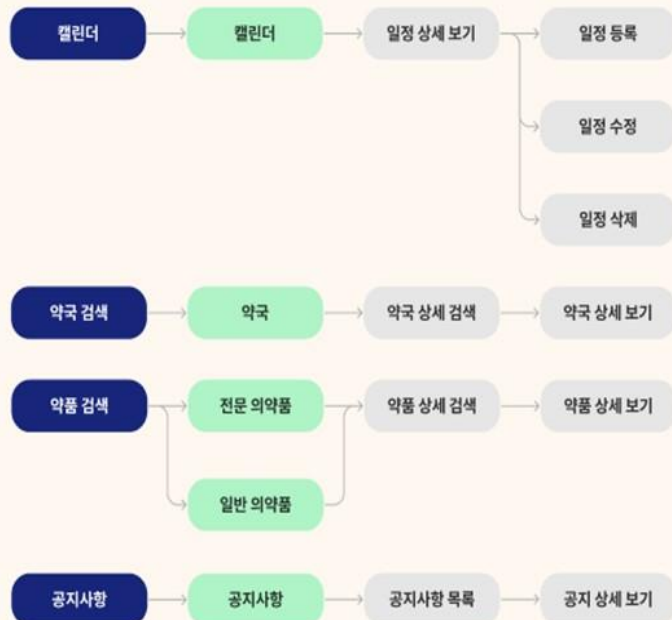 캘린더
캘린더
일정 상세 보기
일정 등록
일정 수정
일정 삭제
약국 검색
약국
약국 상세 검색
약국 상세 보기
약품 검색
전문 의약품
약품 상세 검색
약품 상세 보기
일반 의약품
공지사항
공지사항
공지사항 목록
공지 상세 보기